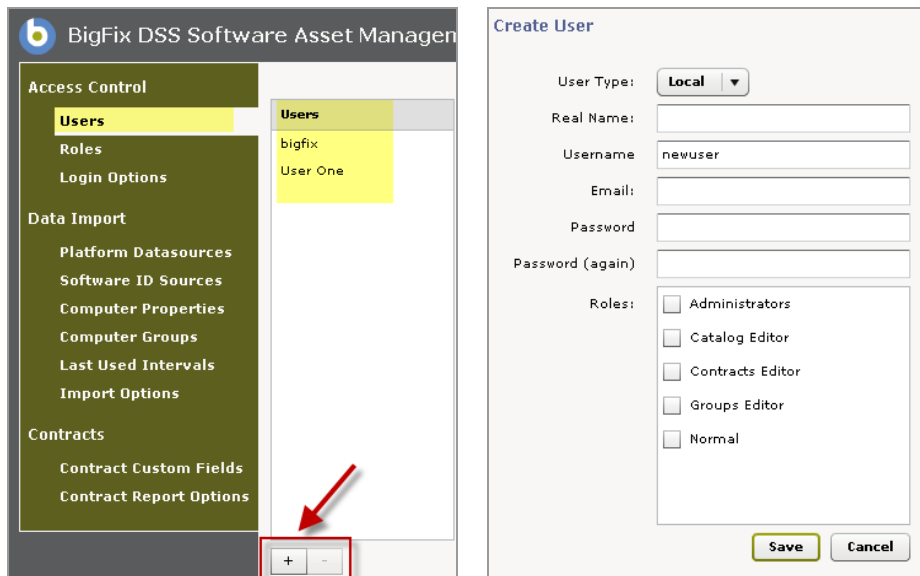 BigFix DSS Software Asset Managen
Access Control
Users
Roles
Login Options
Data Import
Platform Datasources
Software ID Sources
Computer Properties
Computer Groups
Last Used Intervals
Import Options
Contracts
Contract Custom Fields
Contract Report Options
Users
bigfix
User One
+ -
Create User
User Type: Local
Real Name:
Username newuser
Email:
Password
Password (again)
Roles: Administrators
Catalog Editor
Contracts Editor
Groups Editor
Normal
Save Cancel